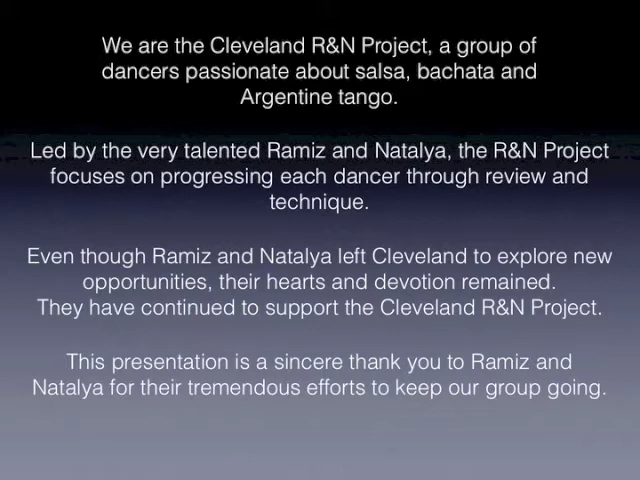 We are the Cleveland R&N Project, a group of
dancers passionate about salsa, bachata and
Argentine tango.
Led by the very talented Ramiz and Natalya, the R&N Project
focuses on progressing each dancer through review and
technique.
Even though Ramiz and Natalya left Cleveland to explore new
opportunities, their hearts and devotion remained.
They have continued to support the Cleveland R&N Project.
This presentation is a sincere thank you to Ramiz and
Natalya for their tremendous efforts to keep our group going.